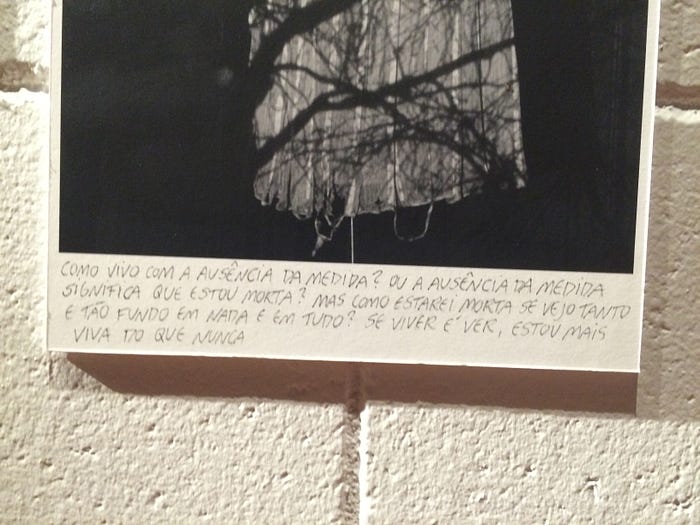 COMO VIVO COM A AUSÊNCIA DA MEDIDA? OU A AUSÊNCIA DA MEDIDA
SIGNIFICA QUE ESTOU MORTA? MAS COMO ESTAREI MORTA SE VEJO TANTO
E TÃO FUNDO EM NADA E EM TUDO? SE VIVER É VER, ESTOU MAIS
VIVA DO QUE NUNCA